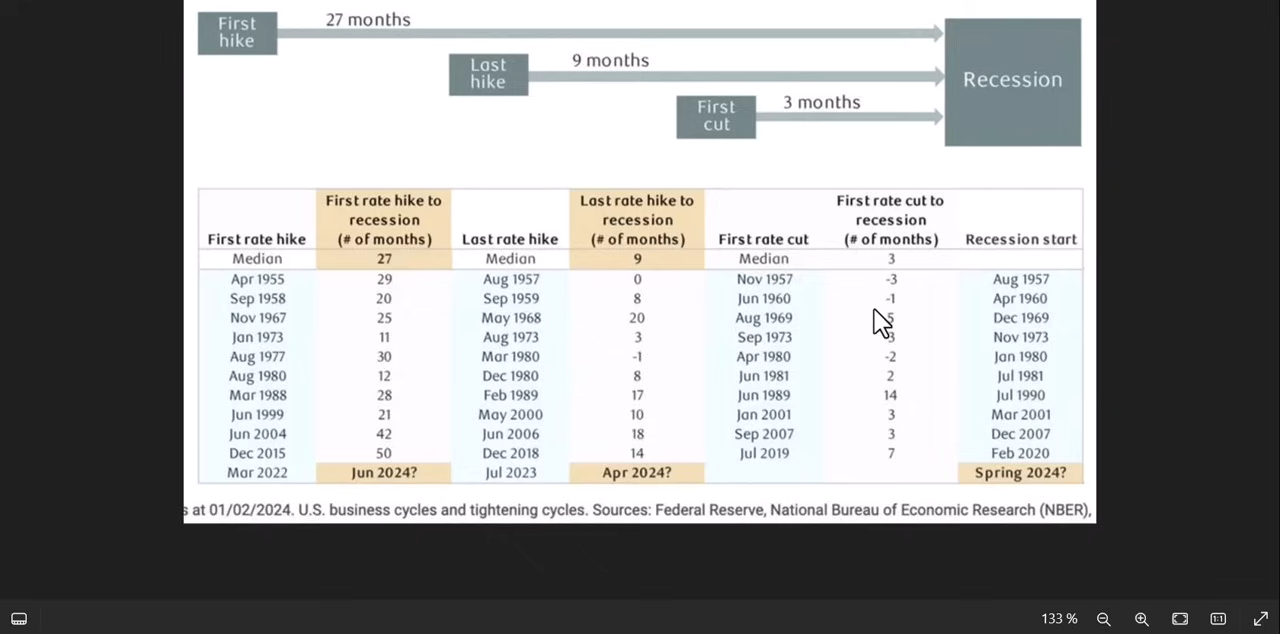 First
hike
27 months
Last
hike
9 months
First
cut
3 months
Recession
First rate hike
First rate hike to
recession
(# of months)
Last rate hike
Last rate hike to
recession
(# of months)
First rate cut
First rate cut to
recession
(# of months)
Recession start
Median 27 Median 9 Median 3
Apr 1955 29 Aug 1957 0 Nov 1957 -3 Aug 1957
Sep 1958 20 Sep 1959 8 Jun 1960 -1 Apr 1960
Nov 1967 25 May 1968 20 Aug 1969 5 Dec 1969
Jan 1973 11 Aug 1973 3 Sep 1973 3 Nov 1973
Aug 1977 30 Mar 1980 -1 Apr 1980 -2 Jan 1980
Aug 1980 12 Dec 1980 8 Jun 1981 2 Jul 1981
Mar 1988 28 Feb 1989 17 Jun 1989 14 Jul 1990
Jun 1999 21 May 2000 10 Jan 2001 3 Mar 2001
Jun 2004 42 Jun 2006 18 Sep 2007 3 Dec 2007
Dec 2015 50 Dec 2018 14 Jul 2019 7 Feb 2020
Mar 2022 Jun 2024? Jul 2023 Apr 2024? Spring 2024?
s at 01/02/2024. U.S. business cycles and tightening cycles. Sources: Federal Reserve, National Bureau of Economic Research (NBER),
133 %
1:1